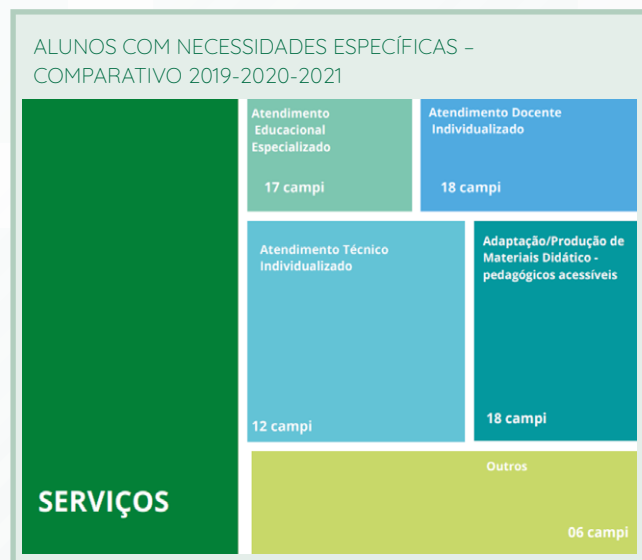 ALUNOS COM NECESSIDADES ESPECÍFICAS –
COMPARATIVO 2019-2020-2021
Atendimento
Educacional
Especializado
17 campi
Atendimento Docente
Individualizado
18 campi
Atendimento Técnico
Individualizado
12 campi
Adaptação/Produção de
Materiais Didático -
pedagógicos acessíveis
18 campi
SERVIÇOS
Outros
06 campi